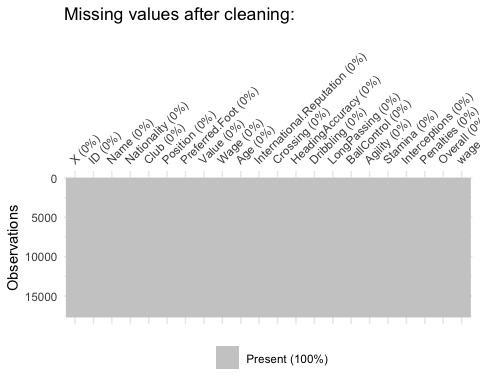 Missing values after cleaning:
X (0%)
ID (0%)
Name (0%)
Nationality (0%)
Club (0%)
Position (0%)
Preferred.Foot (0%)
Value (0%)
Wage (0%)
Age (0%)
International.Reputation (0%)
Crossing (0%)
HeadingAccuracy (0%)
Dribbling (0%)
LongPassing (0%)
BallControl (0%)
Agility (0%)
Stamina (0%)
Interceptions (0%)
Penalties (0%)
Overall (0%
wage
Observations
0
5000
10000
15000
Present (100%)